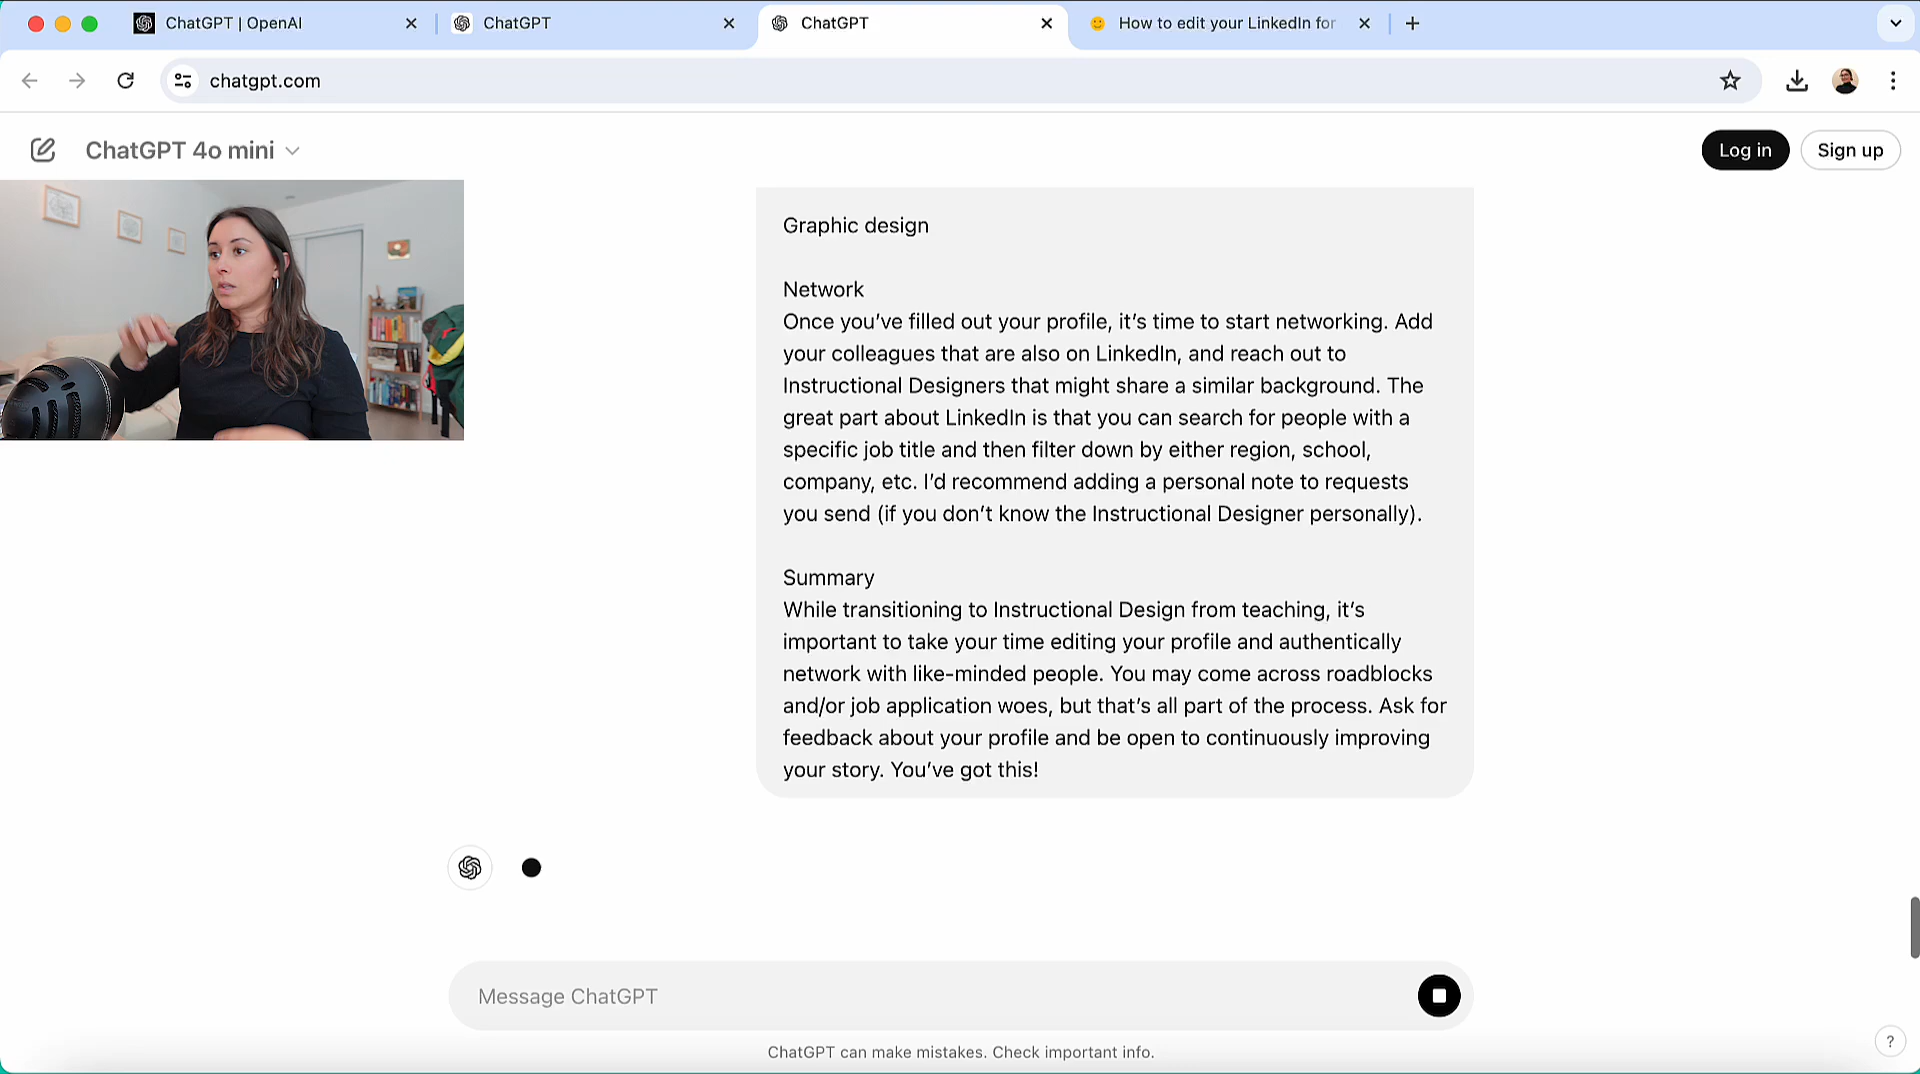 ChatGPT | OpenAI
ChatGPT
ChatGPT
How to edit your LinkedIn for
chatgpt.com
ChatGPT 4o mini
Log in
Sign up
Graphic design
Network
Once you’ve filled out your profile, it’s time to start networking. Add
your colleagues that are also on LinkedIn, and reach out to
Instructional Designers that might share a similar background. The
great part about LinkedIn is that you can search for people with a
specific job title and then filter down by either region, school,
company, etc. I’d recommend adding a personal note to requests
you send (if you don’t know the Instructional Designer personally).
Summary
While transitioning to Instructional Design from teaching, it’s
important to take your time editing your profile and authentically
network with like-minded people. You may come across roadblocks
and/or job application woes, but that’s all part of the process. Ask for
feedback about your profile and be open to continuously improving
your story. You’ve got this!
Message ChatGPT
ChatGPT can make mistakes. Check important info.
?